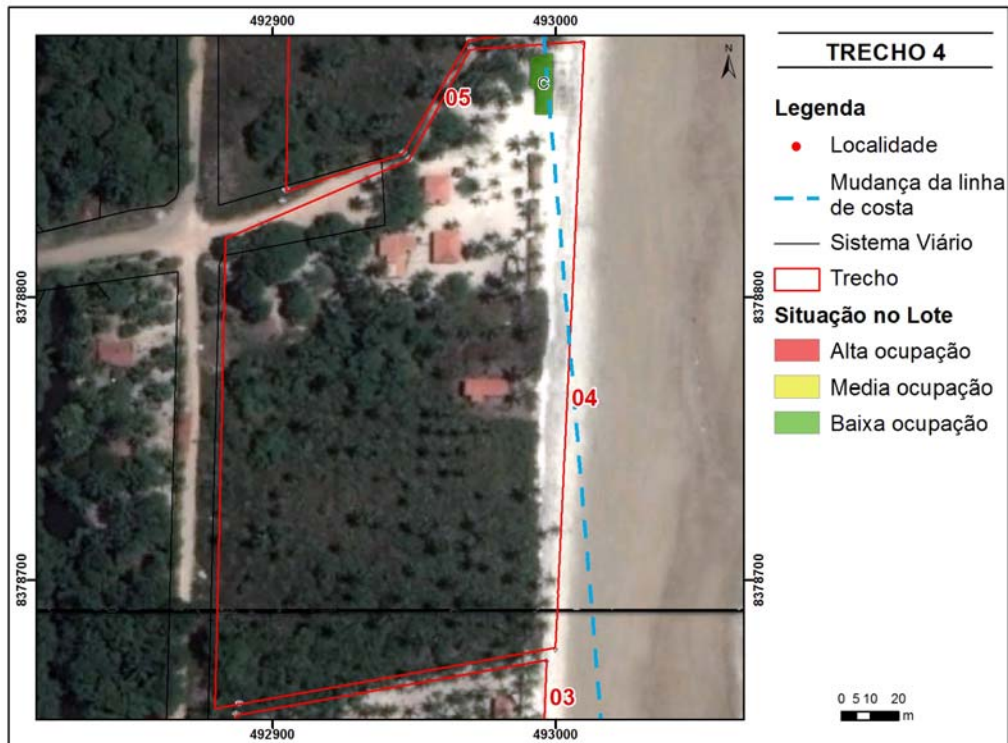 492900
493000
8378800
8378700
8378800
8378700
492900
493000
05
C
04
03
TRECHO 4
N
Legenda
Localidade
Mudança da linha
de costa
Sistema Viário
Trecho
Situação no Lote
Alta ocupação
Media ocupação
Baixa ocupação
0 5 10 20
m